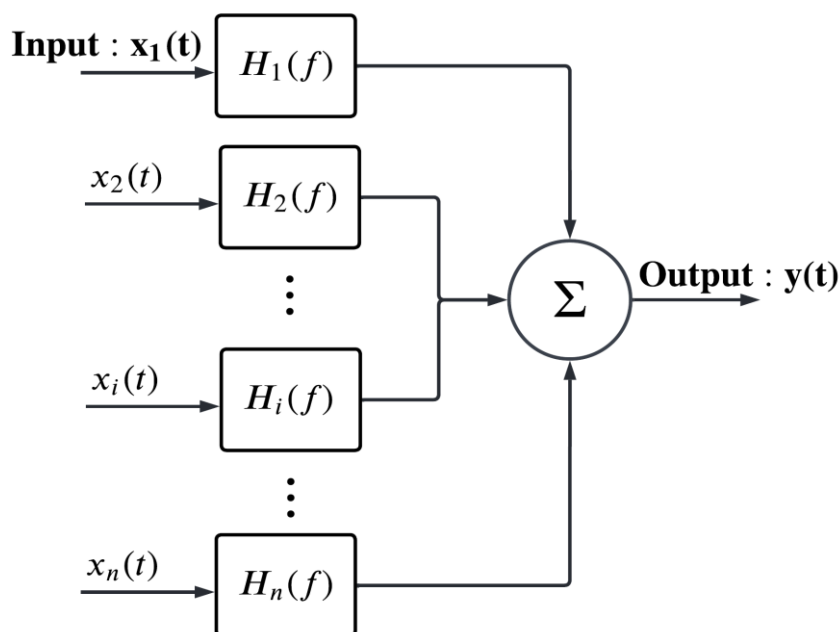 Input : x₁(t)
H₁(f)
x₂(t)
H₂(f)
⋮
Σ
Output : y(t)
xᵢ(t)
Hᵢ(f)
⋮
xₙ(t)
Hₙ(f)